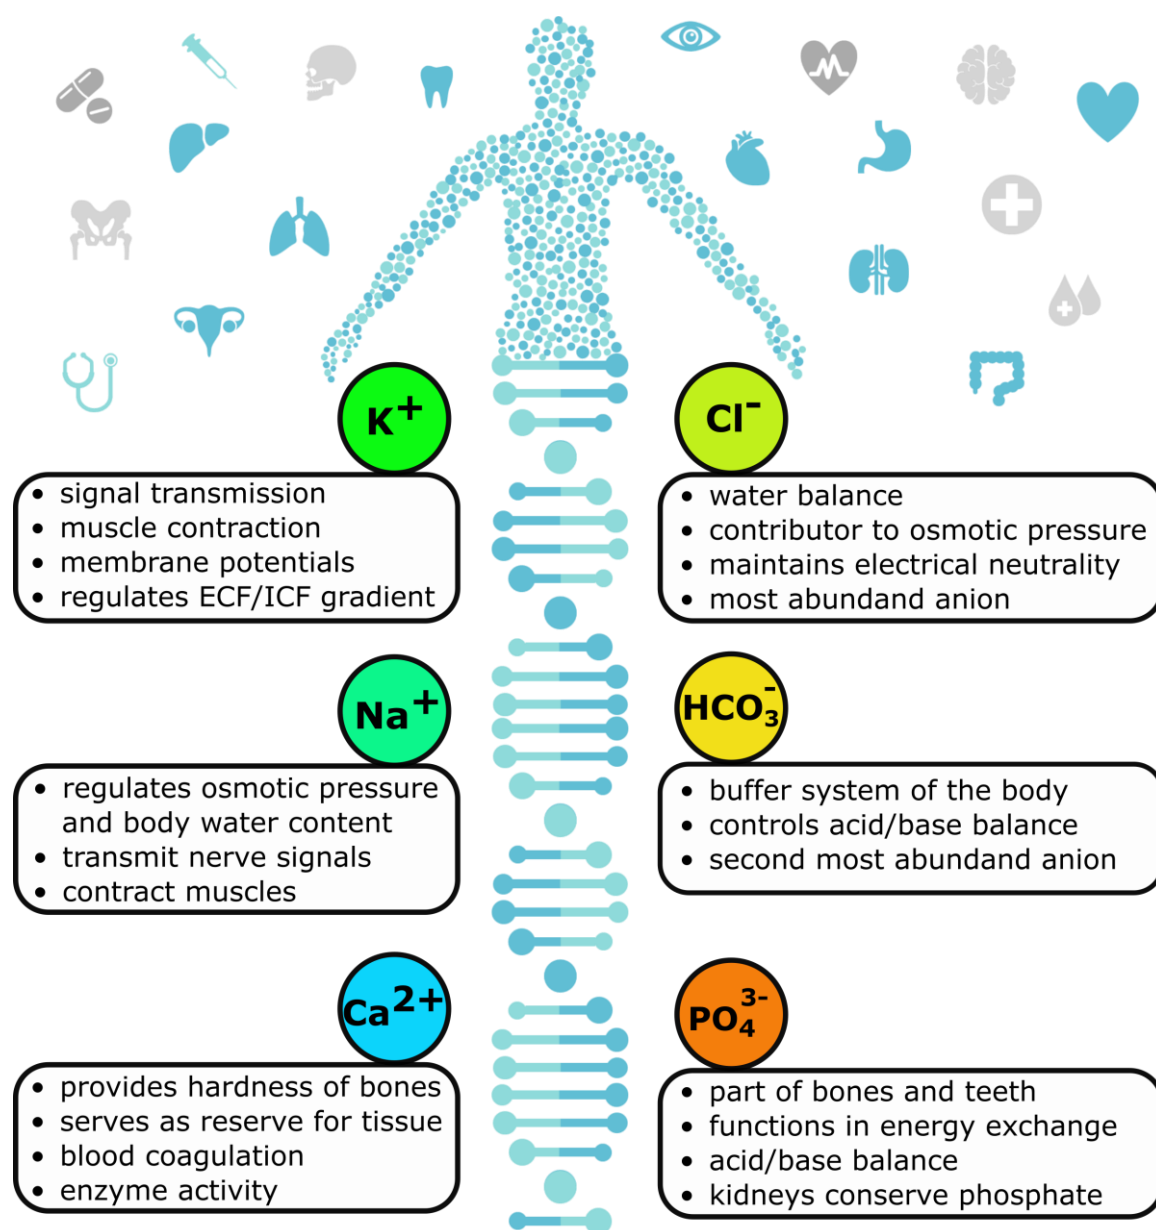 K+
• signal transmission
• muscle contraction
• membrane potentials
• regulates ECF/ICF gradient
Cl-
• water balance
• contributor to osmotic pressure
• maintains electrical neutrality
• most abundand anion
Na+
• regulates osmotic pressure
and body water content
• transmit nerve signals
• contract muscles
HCO3-
• buffer system of the body
• controls acid/base balance
• second most abundand anion
Ca2+
• provides hardness of bones
• serves as reserve for tissue
• blood coagulation
• enzyme activity
PO4 3-
• part of bones and teeth
• functions in energy exchange
• acid/base balance
• kidneys conserve phosphate